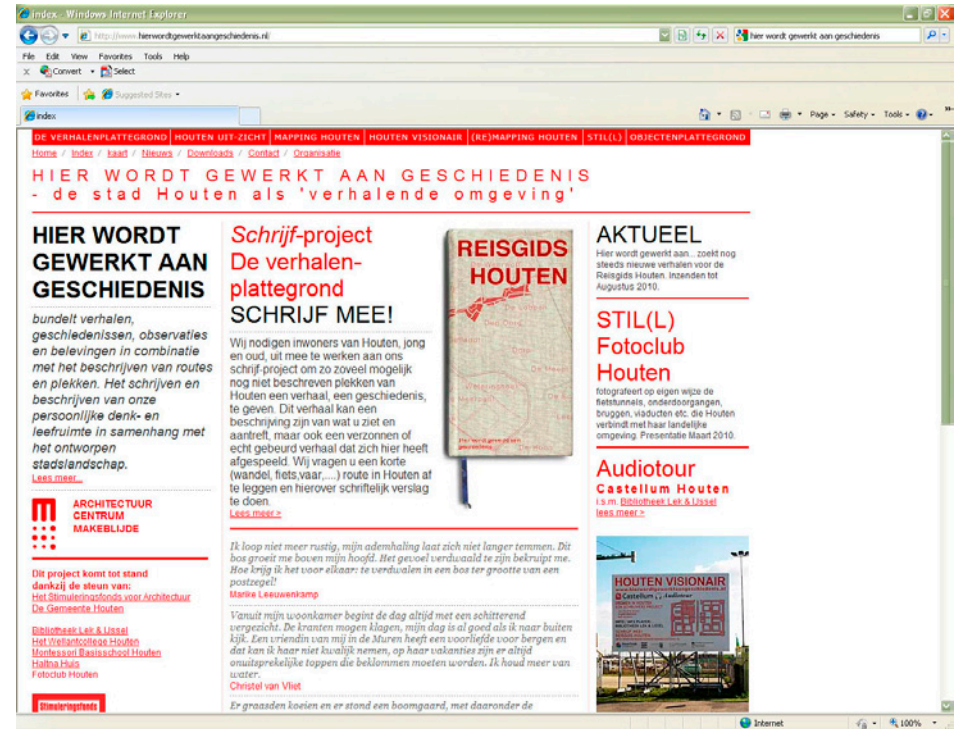 index - Windows Internet Explorer
http://www.hierwordtgewerktaangeschiedenis.nl
hier wordt gewerkt aan geschiedenis
File Edit View Favorites Tools Help
x Convert Select
Favorites Suggested Sites
index
Page Safety Tools
DE VERHALENPLATTEGROND HOUTEN UIT-ZICHT MAPPING HOUTEN HOUTEN VISIONAIR (RE)MAPPING HOUTEN STIL(L) OBJECTENPLATTEGROND
Home / Index / kaart / Nieuws / Downloads / Contact / Organisatie
HIER WORDT GEWERKT AAN GESCHIEDENIS
- de stad Houten als 'verhalende omgeving'
HIER WORDT
GEWERKT AAN
GESCHIEDENIS
bundelt verhalen,
geschiedenissen, observaties
en belevingen in combinatie
met het beschrijven van routes
en plekken. Het schrijven en
beschrijven van onze
persoonlijke denk- en
leefruimte in samenhang met
het ontworpen
stadslandschap.
Lees meer...
ARCHITECTUUR
CENTRUM
MAKEBLIJDE
Dit project komt tot stand
dankzij de steun van:
Het Stimuleringsfonds voor Architectuur
De Gemeente Houten
Bibliotheek Lek & IJssel
Het Wellantcollege Houten
Montessori Basisschool Houten
Haltna Huis
Fotoclub Houten
Stimuleringsfonds
Schrijf-project
De verhalen-
plattegrond
SCHRIJF MEE!
Wij nodigen inwoners van Houten, jong
en oud, uit mee te werken aan ons
schrijf-project om zo zoveel mogelijk
nog niet beschreven plekken van
Houten een verhaal, een geschiedenis,
te geven. Dit verhaal kan een
beschrijving zijn van wat u ziet en
aantreft, maar ook een verzonnen of
echt gebeurd verhaal dat zich hier heeft
afgespeeld. Wij vragen u een korte
(wandel, fiets,vaar,....) route in Houten af
te leggen en hierover schriftelijk verslag
te doen.
Lees meer >
REISGIDS
HOUTEN
Hier wordt gewerkt aan
geschiedenis
Ik loop niet meer rustig, mijn ademhaling laat zich niet langer temmen. Dit
bos groeit me boven mijn hoofd. Het gevoel verdwaald te zijn bekruipt me.
Hoe krijg ik het voor elkaar: te verdwalen in een bos ter grootte van een
postzegel!
Marike Leeuwenkamp
Vanuit mijn woonkamer begint de dag altijd met een schitterend
vergezicht. De kranten mogen klagen, mijn dag is al goed als ik naar buiten
kijk. Een vriendin van mij in de Muren heeft een voorliefde voor bergen en
dat kan ik haar niet kwalijk nemen, op haar vakanties zijn er altijd
onuitsprekelijke toppen die beklommen moeten worden. Ik houd meer van
water.
Christel van Vliet
Er graasden koeien en er stond een boomgaard, met daaronder de
AKTUEEL
Hier wordt gewerkt aan... zoekt nog
steeds nieuwe verhalen voor de
Reisgids Houten. Inzenden tot
Augustus 2010.
STIL(L)
Fotoclub
Houten
fotografeert op eigen wijze de
fietstunnels, onderdoorgangen,
bruggen, viaducten etc. die Houten
verbindt met haar landelijke
omgeving. Presentatie Maart 2010.
Audiotour
Castellum Houten
i.s.m. Bibliotheek Lek & IJssel
lees meer >
HOUTEN VISIONAIR
www.hierwordtgewerktaangeschiedenis.nl
Castellum Audiotour
Internet
100%